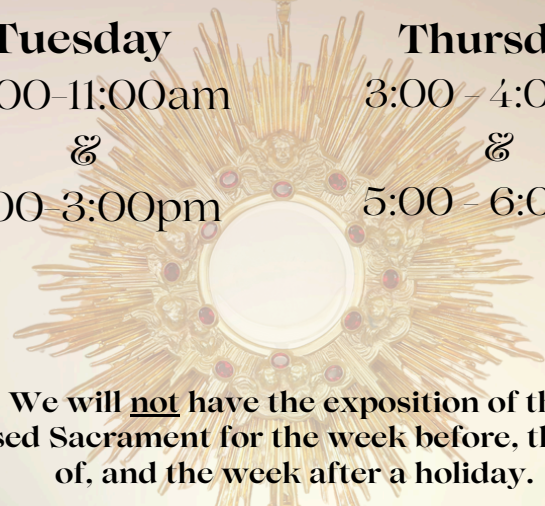 Tuesday
Thursd
00-11:00am
3:00 - 4:0
&
&
00-3:00pm
5:00 - 6:0
We will not have the exposition of th
sed Sacrament for the week before, th
of, and the week after a holiday.